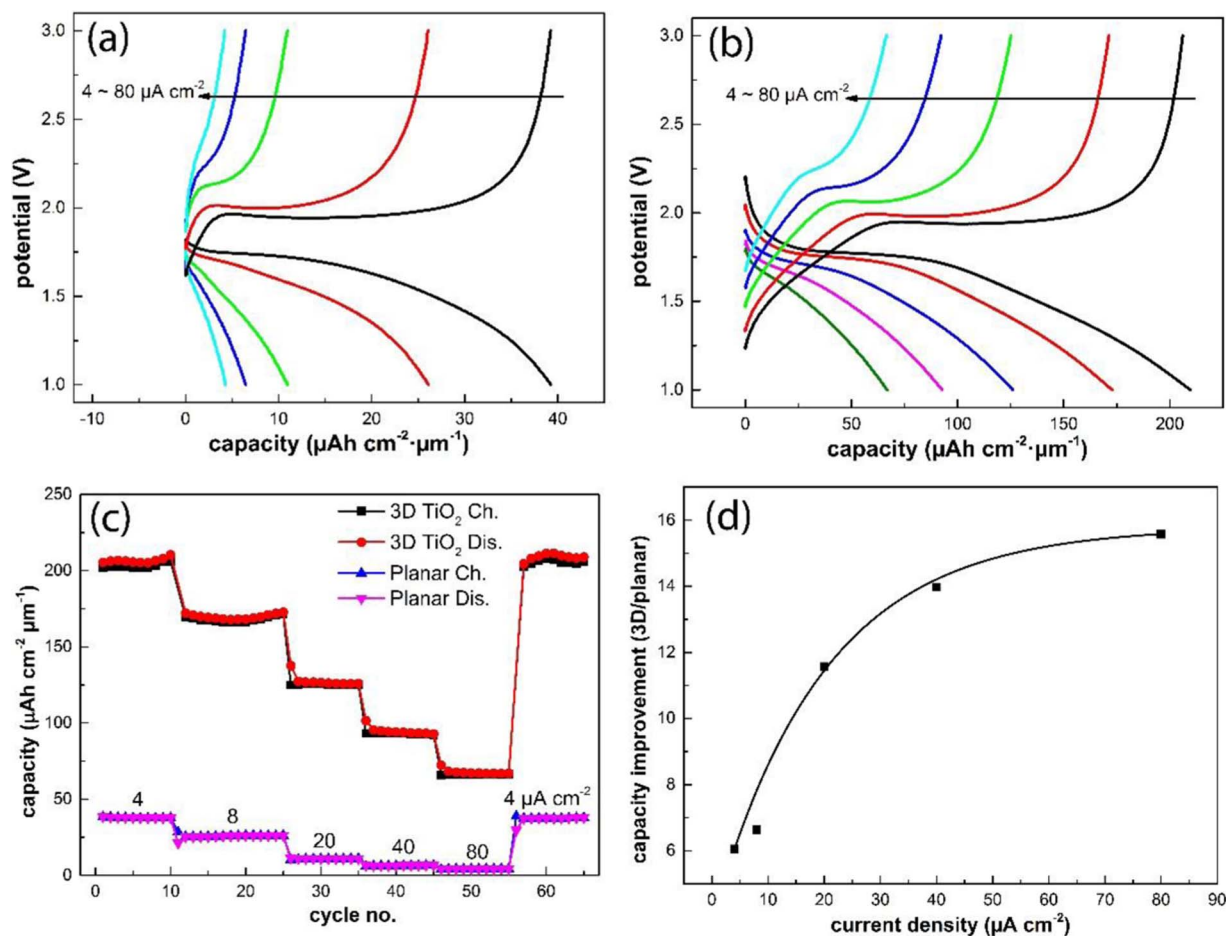 (a)
3.0
2.5
2.0
1.5
1.0
4 ~ 80 µA cm⁻²
-10 0 10 20 30 40
potential (V)
capacity (µAh cm⁻²·µm⁻¹)
(b)
3.0
2.5
2.0
1.5
1.0
4 ~ 80 µA cm⁻²
0 50 100 150 200
potential (V)
capacity (µAh cm⁻²·µm⁻¹)
(c)
250
200
150
100
50
0
3D TiO₂ Ch.
3D TiO₂ Dis.
Planar Ch.
Planar Dis.
4 8 20 40 80 4 µA cm⁻²
0 10 20 30 40 50 60
capacity (µAh cm⁻² µm⁻¹)
cycle no.
(d)
16
14
12
10
8
6
0 10 20 30 40 50 60 70 80 90
capacity improvement (3D/planar)
current density (µA cm⁻²)